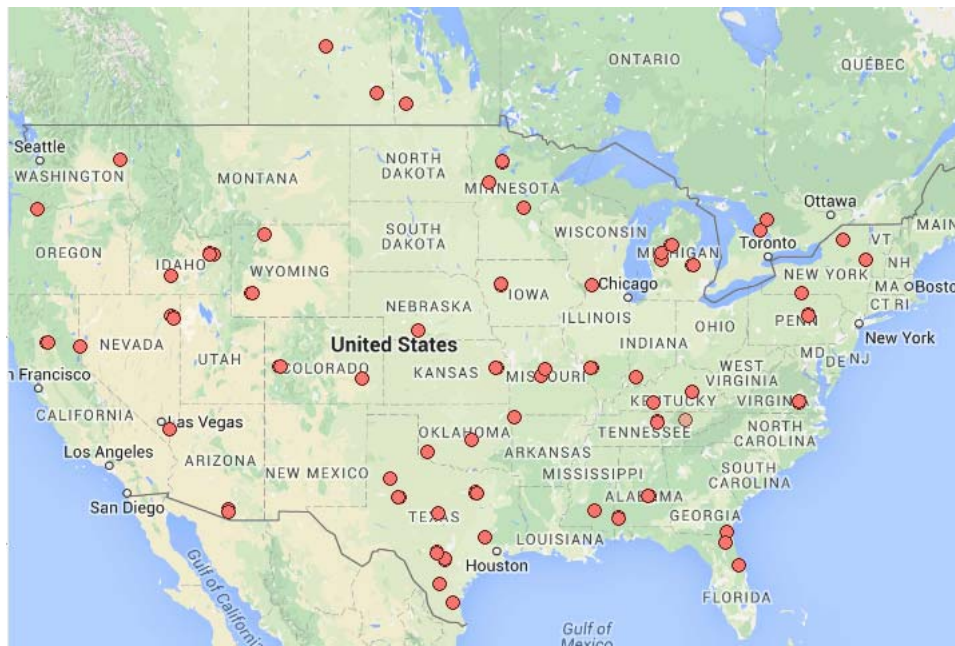 ONTARIO
QUÉBEC
Seattle
WASHINGTON
MONTANA
NORTH
DAKOTA
MINNESOTA
Ottawa
MAIN
OREGON
IDAHO
SOUTH
DAKOTA
WISCONSIN
MICHIGAN
Toronto
VT
NH
WYOMING
NEW YORK
MA
Bosto
CT
RI
NEBRASKA
IOWA
Chicago
ILLINOIS
INDIANA
OHIO
PENN
NEVADA
UTAH
United States
COLORADO
KANSAS
MISSOURI
WEST
VIRGINIA
MD
DE
NJ
New York
n Francisco
CALIFORNIA
Las Vegas
KENTUCKY
VIRGINIA
Los Angeles
ARIZONA
NEW MEXICO
OKLAHOMA
ARKANSAS
TENNESSEE
NORTH
CAROLINA
San Diego
MISSISSIPPI
SOUTH
CAROLINA
TEXAS
ALABAMA
GEORGIA
LOUISIANA
Houston
Gulf of California
FLORIDA
Gulf of
Mexico